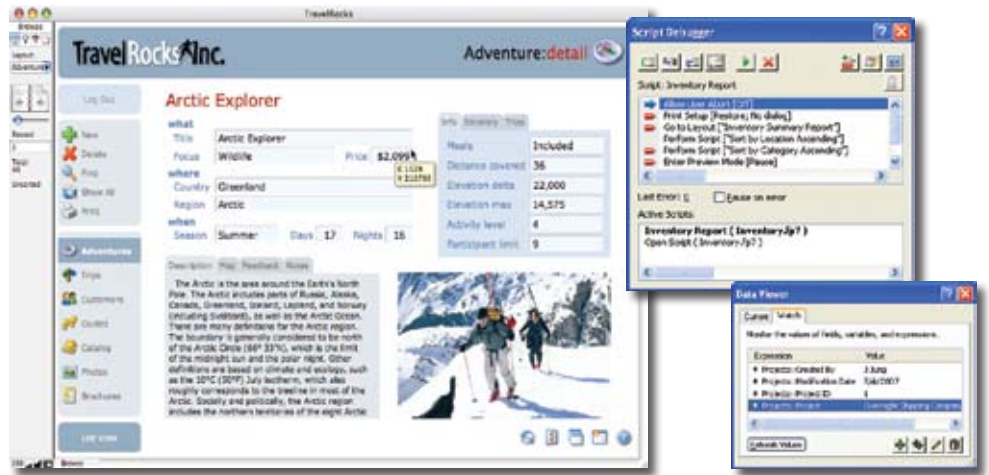 TravelRocks
Browse
Layout:
TravelRocks Inc.
Adventure:detail
Log Out
New
Delete
Find
Show All
Print
Adventures
Trips
Customers
Guides
Catalog
Photos
Brochures
Arctic Explorer
what
Title Arctic Explorer
Focus Wildlife Price $2,095
where
Country Greenland
Region Arctic
when
Season Summer Days 17 Nights 16
Info Itinerary Trips
Meals Included
Distance covered 36
Elevation delta 22,000
Elevation max 14,575
Activity level 4
Participant limit 9
Description Map Feedback Notes
The Arctic is the area around the Earth's North
Pole. The Arctic includes parts of Russia, Alaska,
Canada, Greenland, Iceland, Lapland, and Norway
(including Svalbard), as well as the Arctic Ocean.
There are many definitions for the Arctic region.
The boundary is generally considered to be north
of the Arctic Circle (66° 33'N), which is the limit
of the midnight sun and the polar night. Other
definitions are based on climate and ecology, such
as the 10°C (50°F) July isotherm, which also
roughly corresponds to the treeline in most of the
Arctic. Socially and politically, the Arctic region
includes the northern territories of the eight Arctic
Browse
Script Debugger
Script: Inventory Report
Allow User Abort [Off]
Print Setup [Restore; No dialog]
Go to Layout ["Inventory Summary Report"]
Perform Script ["Sort by Location Ascending"]
Perform Script ["Sort by Category Ascending"]
Enter Preview Mode [Pause]
Last Error: 0 Pause on error
Active Scripts:
Inventory Report ( Inventory.fp7 )
Open Script ( Inventory.fp7 )
Data Viewer
Current Watch
Monitor the values of fields, variables, and expressions.
Expression Value
Projects::Created By J Jung
Projects::Modification Date
Projects::Project ID
Projects::Project Overnight Shipping
Refresh Values